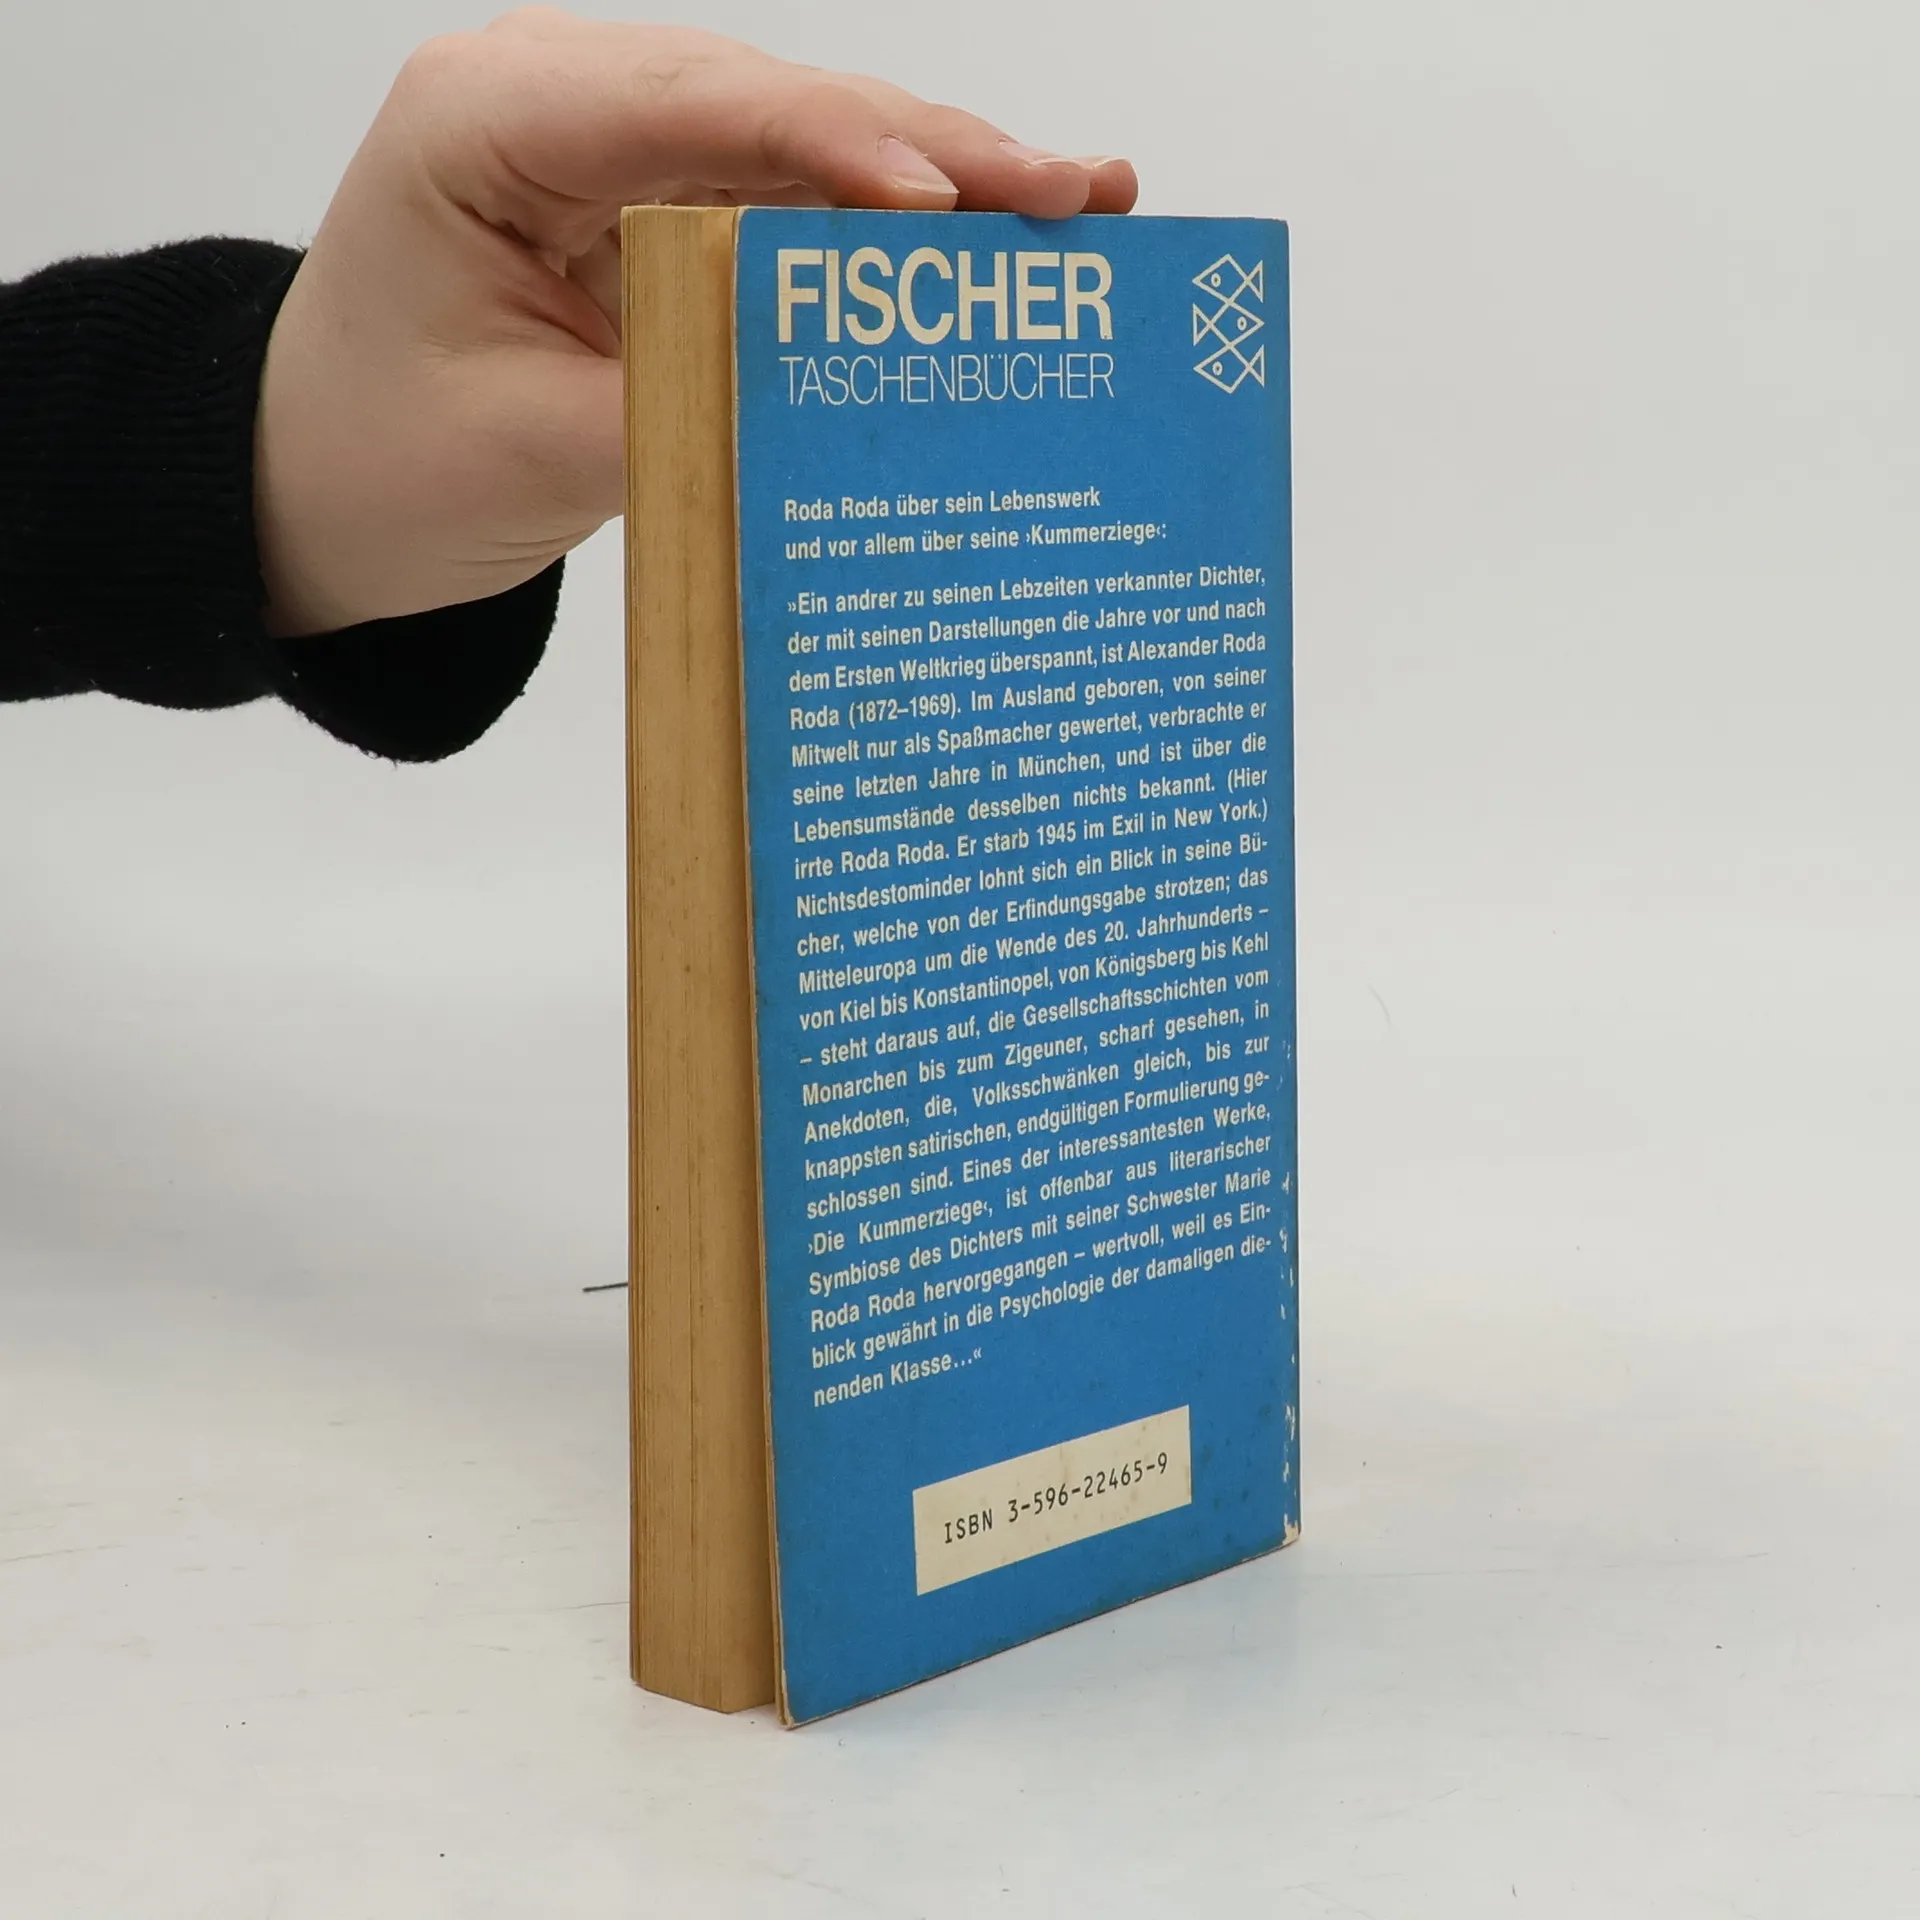 FISCHER
TASCHENBÜCHER
Roda Roda über sein Lebenswerk
und vor allem über seine ›Kummerziege‹:
»Ein andrer zu seinen Lebzeiten verkannter Dichter,
der mit seinen Darstellungen die Jahre vor und nach
dem Ersten Weltkrieg überspannt, ist Alexander Roda
Roda (1872–1969). Im Ausland geboren, von seiner
Mitwelt nur als Spaßmacher gewertet, verbrachte er
seine letzten Jahre in München, und ist über die
Lebensumstände desselben nichts bekannt. (Hier
irrte Roda Roda. Er starb 1945 im Exil in New York.)
Nichtsdestominder lohnt sich ein Blick in seine Bü-
cher, welche von der Erfindungsgabe strotzen; das
Mitteleuropa um die Wende des 20. Jahrhunderts –
von Kiel bis Konstantinopel, von Königsberg bis Kehl
– steht daraus auf, die Gesellschaftsschichten vom
Monarchen bis zum Zigeuner, scharf gesehen, in
Anekdoten, die, Volksschwänken gleich, bis zur
knappsten satirischen, endgültigen Formulierung ge-
schlossen sind. Eines der interessantesten Werke,
›Die Kummerziege‹, ist offenbar aus literarischer
Symbiose des Dichters mit seiner Schwester Marie
Roda Roda hervorgegangen – wertvoll, weil es Ein-
blick gewährt in die Psychologie der damaligen die-
nenden Klasse...«
ISBN 3-596-22465-9